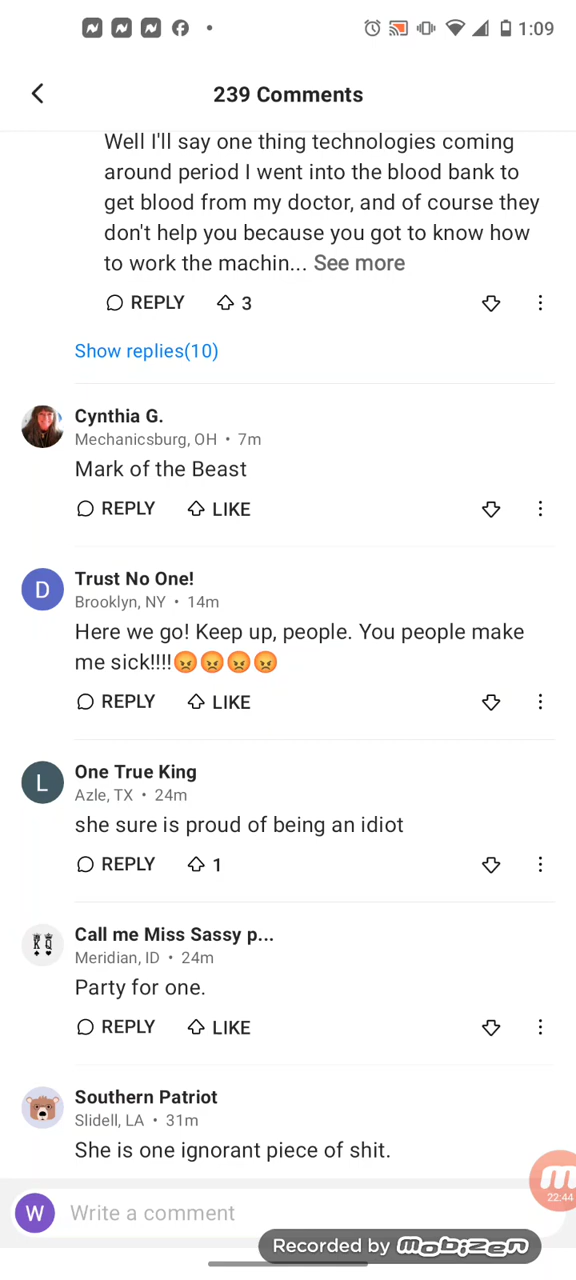 1:09
239 Comments
Well I'll say one thing technologies coming
around period I went into the blood bank to
get blood from my doctor, and of course they
don't help you because you got to know how
to work the machin... See more
REPLY 3
Show replies(10)
Cynthia G.
Mechanicsburg, OH • 7m
Mark of the Beast
REPLY LIKE
D
Trust No One!
Brooklyn, NY • 14m
Here we go! Keep up, people. You people make
me sick!!!!😡😡😡😡
REPLY LIKE
L
One True King
Azle, TX • 24m
she sure is proud of being an idiot
REPLY 1
K Q
Call me Miss Sassy p...
Meridian, ID • 24m
Party for one.
REPLY LIKE
Southern Patriot
Slidell, LA • 31m
She is one ignorant piece of shit.
m
22:44
W
Write a comment
Recorded by mobizen